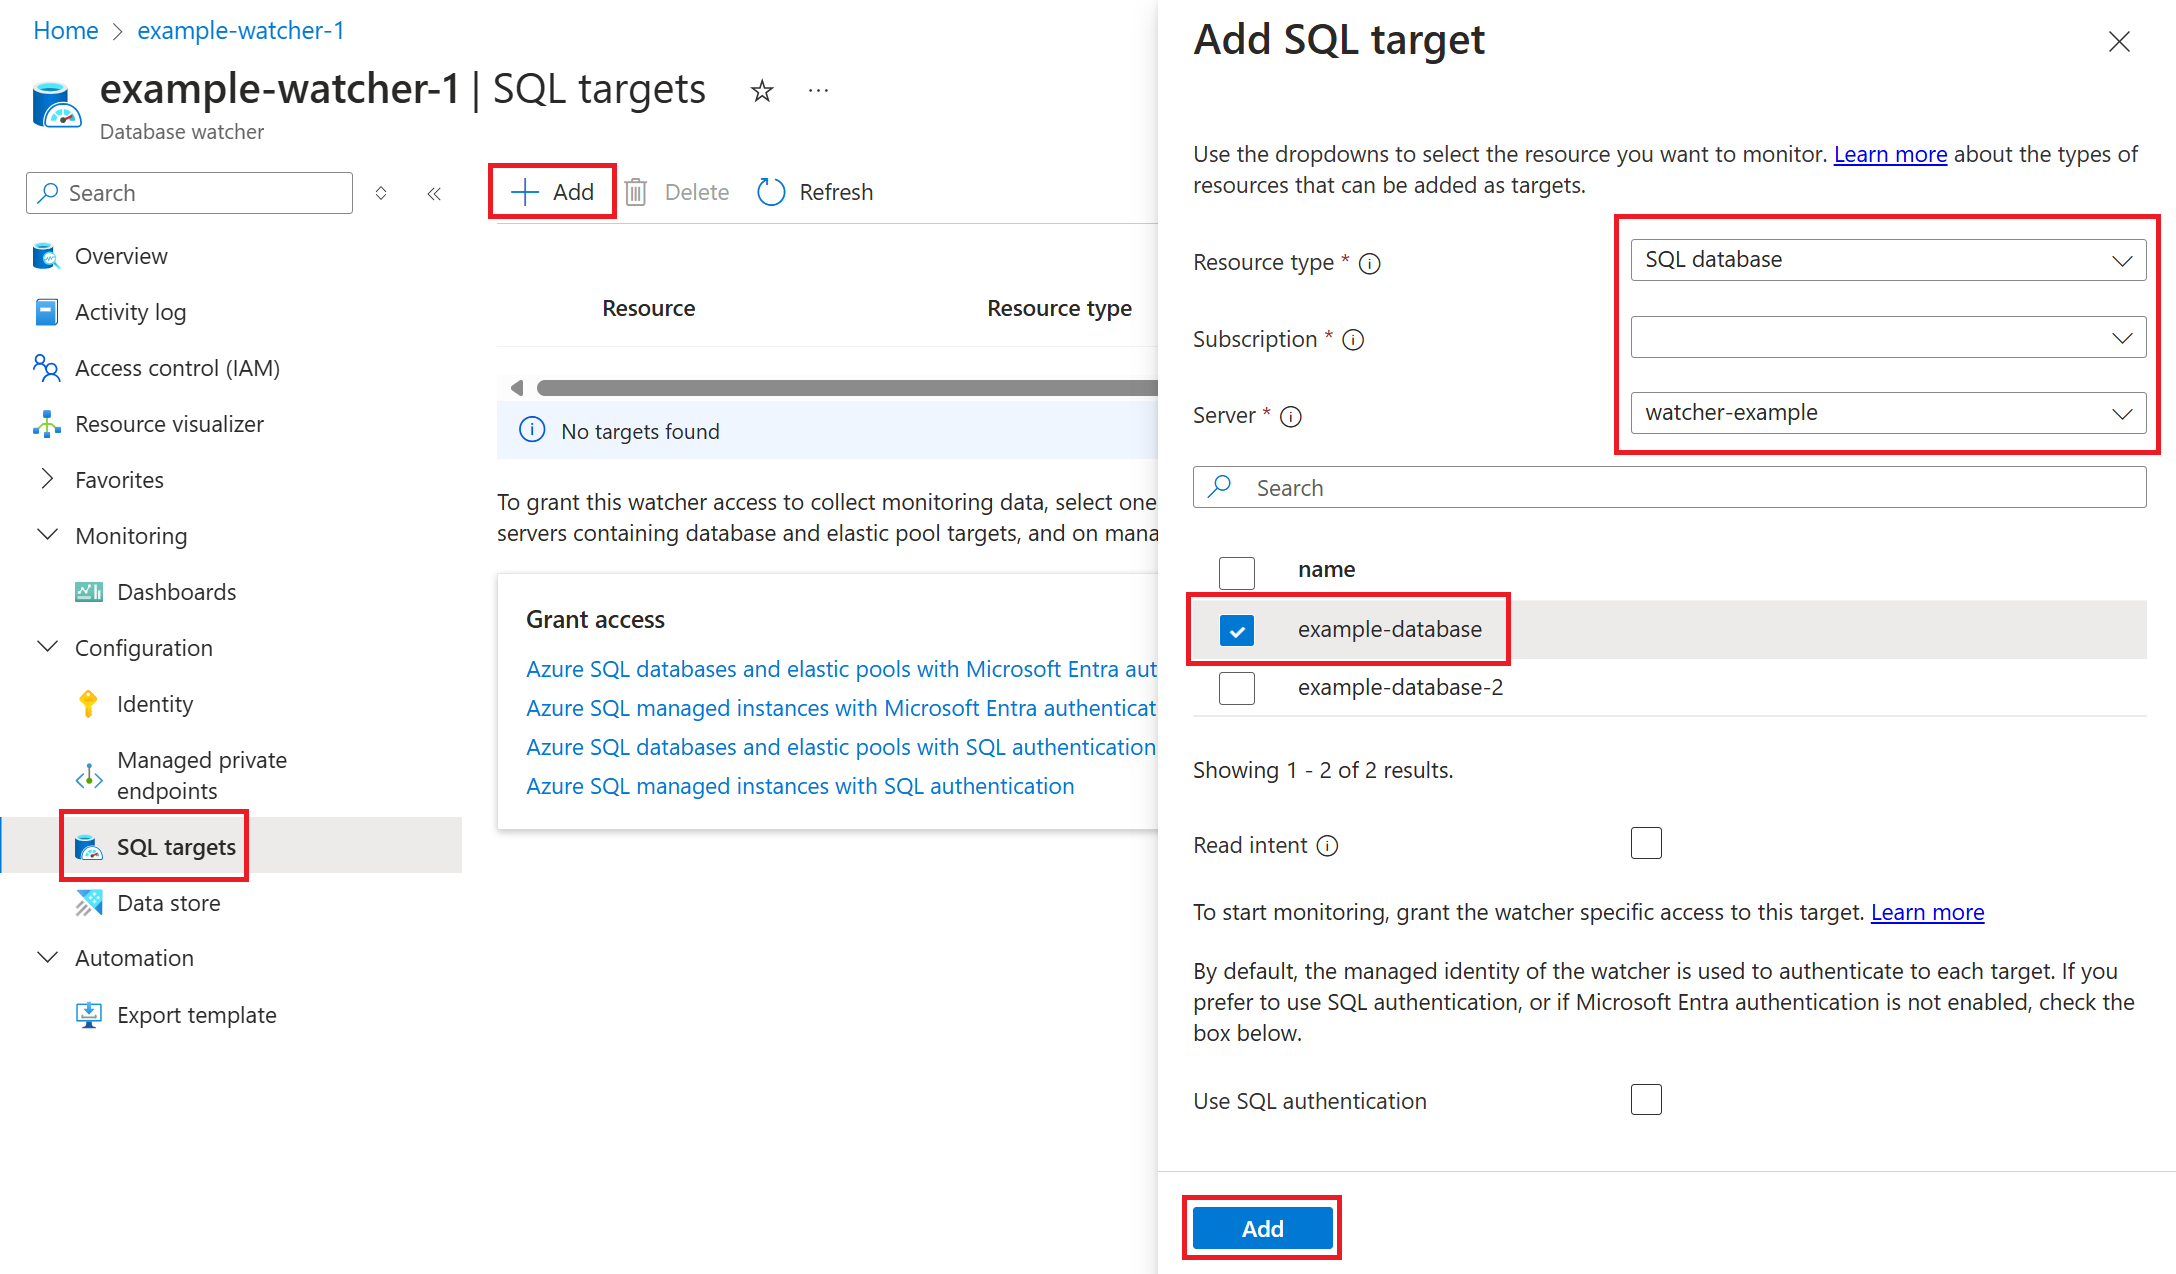 Home > example-watcher-1
example-watcher-1 | SQL targets
Database watcher
Search
Overview
Activity log
Access control (IAM)
Resource visualizer
Favorites
Monitoring
Dashboards
Configuration
Identity
Managed private
endpoints
SQL targets
Data store
Automation
Export template
Add
Delete
Refresh
Resource
Resource type
No targets found
To grant this watcher access to collect monitoring data, select one
servers containing database and elastic pool targets, and on mana
Grant access
Azure SQL databases and elastic pools with Microsoft Entra aut
Azure SQL managed instances with Microsoft Entra authenticat
Azure SQL databases and elastic pools with SQL authentication
Azure SQL managed instances with SQL authentication
Add SQL target
Use the dropdowns to select the resource you want to monitor. Learn more about the types of
resources that can be added as targets.
Resource type *
SQL database
Subscription *
Server *
watcher-example
Search
name
example-database
example-database-2
Showing 1 - 2 of 2 results.
Read intent
To start monitoring, grant the watcher specific access to this target. Learn more
By default, the managed identity of the watcher is used to authenticate to each target. If you
prefer to use SQL authentication, or if Microsoft Entra authentication is not enabled, check the
box below.
Use SQL authentication
Add